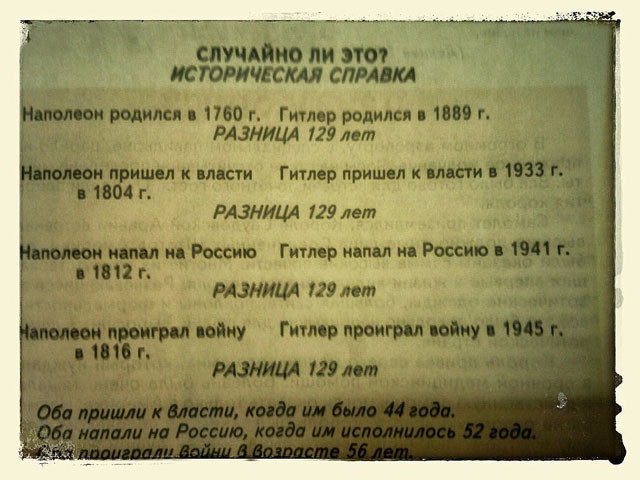 СЛУЧАЙНО ЛИ ЭТО?
ИСТОРИЧЕСКАЯ СПРАВКА
Наполеон родился в 1760 г. Гитлер родился в 1889 г.
РАЗНИЦА 129 лет
Наполеон пришел к власти Гитлер пришел к власти в 1933 г.
в 1804 г.
РАЗНИЦА 129 лет
Наполеон напал на Россию Гитлер напал на Россию в 1941 г.
в 1812 г.
РАЗНИЦА 129 лет
Наполеон проиграл войну Гитлер проиграл войну в 1945 г.
в 1816 г.
РАЗНИЦА 129 лет
Оба пришли к власти, когда им было 44 года.
Оба напали на Россию, когда им исполнилось 52 года.
Оба проиграли войну в возрасте 56 лет.